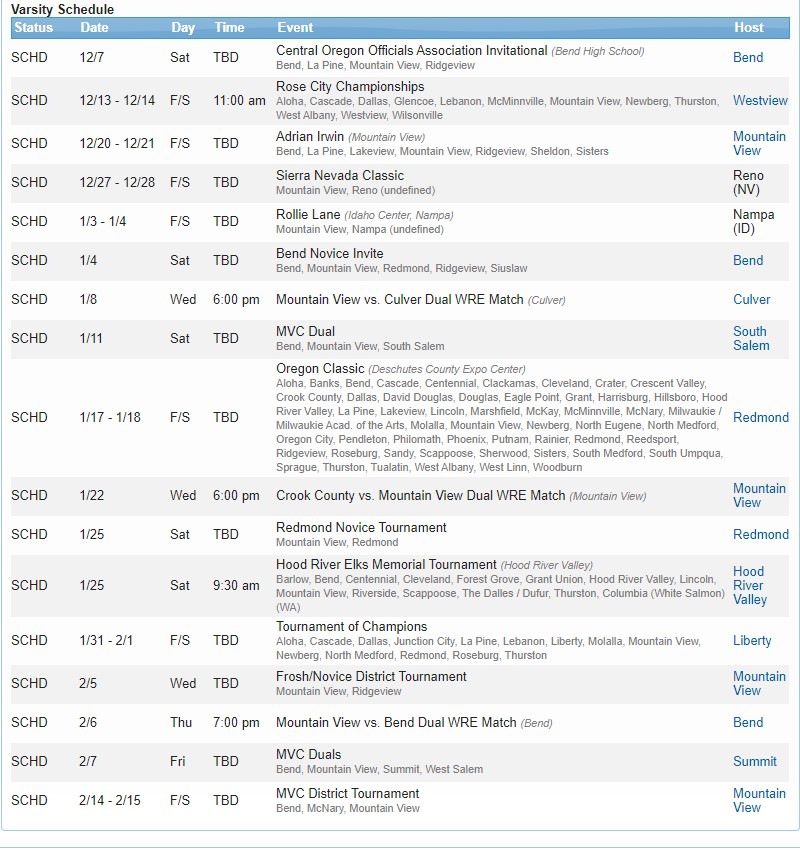 Varsity Schedule
Status Date Day Time Event Host
SCHD 12/7 Sat TBD Central Oregon Officials Association Invitational (Bend High School) Bend
Bend, La Pine, Mountain View, Ridgeview
SCHD 12/13 - 12/14 F/S 11:00 am Rose City Championships Westview
Aloha, Cascade, Dallas, Glencoe, Lebanon, McMinnville, Mountain View, Newberg, Thurston,
West Albany, Westview, Wilsonville
SCHD 12/20 - 12/21 F/S TBD Adrian Irwin (Mountain View) Mountain
Bend, La Pine, Lakeview, Mountain View, Ridgeview, Sheldon, Sisters View
SCHD 12/27 - 12/28 F/S TBD Sierra Nevada Classic Reno
Mountain View, Reno (undefined) (NV)
SCHD 1/3 - 1/4 F/S TBD Rollie Lane (Idaho Center, Nampa) Nampa
Mountain View, Nampa (undefined) (ID)
SCHD 1/4 Sat TBD Bend Novice Invite Bend
Bend, Mountain View, Redmond, Ridgeview, Siuslaw
SCHD 1/8 Wed 6:00 pm Mountain View vs. Culver Dual WRE Match (Culver) Culver
SCHD 1/11 Sat TBD MVC Dual South
Bend, Mountain View, South Salem Salem
SCHD 1/17 - 1/18 F/S TBD Oregon Classic (Deschutes County Expo Center) Redmond
Aloha, Banks, Bend, Cascade, Centennial, Clackamas, Cleveland, Crater, Crescent Valley,
Crook County, Dallas, David Douglas, Douglas, Eagle Point, Grant, Harrisburg, Hillsboro, Hood
River Valley, La Pine, Lakeview, Lincoln, Marshfield, McKay, McMinnville, McNary, Milwaukie /
Milwaukie Acad. of the Arts, Molalla, Mountain View, Newberg, North Eugene, North Medford,
Oregon City, Pendleton, Philomath, Phoenix, Putnam, Rainier, Redmond, Reedsport,
Ridgeview, Roseburg, Sandy, Scappoose, Sherwood, Sisters, South Medford, South Umpqua,
Sprague, Thurston, Tualatin, West Albany, West Linn, Woodburn
SCHD 1/22 Wed 6:00 pm Crook County vs. Mountain View Dual WRE Match (Mountain View) Mountain
View
SCHD 1/25 Sat TBD Redmond Novice Tournament Redmond
Mountain View, Redmond
SCHD 1/25 Sat 9:30 am Hood River Elks Memorial Tournament (Hood River Valley) Hood
Barlow, Bend, Centennial, Cleveland, Forest Grove, Grant Union, Hood River Valley, Lincoln, River
Mountain View, Riverside, Scappoose, The Dalles / Dufur, Thurston, Columbia (White Salmon) Valley
(WA)
SCHD 1/31 - 2/1 F/S TBD Tournament of Champions Liberty
Aloha, Cascade, Dallas, Junction City, La Pine, Lebanon, Liberty, Molalla, Mountain View,
Newberg, North Medford, Redmond, Roseburg, Thurston
SCHD 2/5 Wed TBD Frosh/Novice District Tournament Mountain
Mountain View, Ridgeview View
SCHD 2/6 Thu 7:00 pm Mountain View vs. Bend Dual WRE Match (Bend) Bend
SCHD 2/7 Fri TBD MVC Duals Summit
Bend, Mountain View, Summit, West Salem
SCHD 2/14 - 2/15 F/S TBD MVC District Tournament Mountain
Bend, McNary, Mountain View View